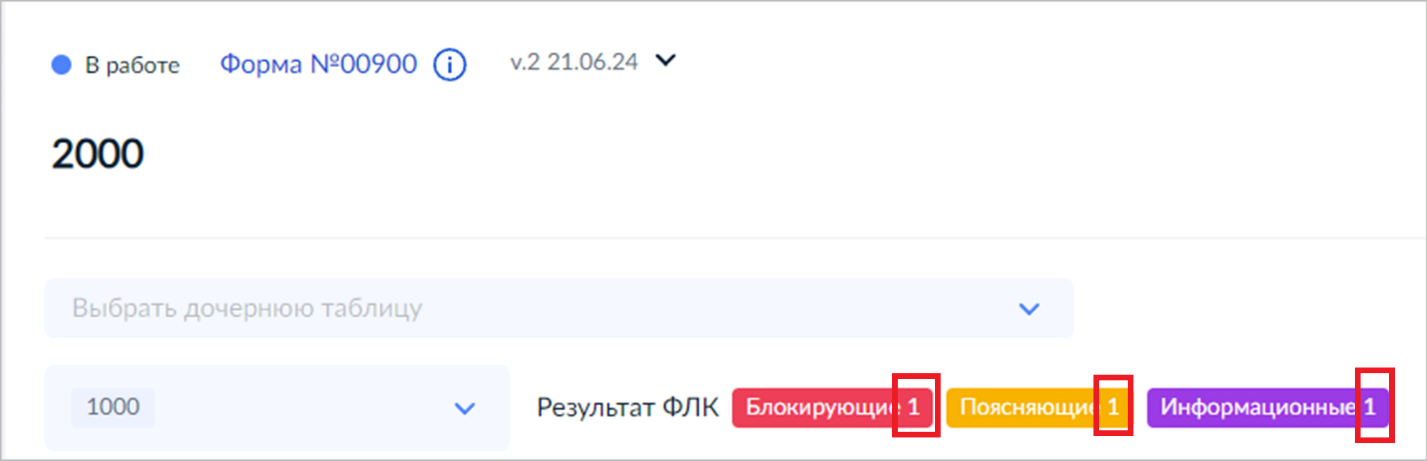 В работе Форма №00900 v.2 21.06.24
2000
Выбрать дочернюю таблицу
1000 Результат ФЛК Блокирующие 1 Поясняющие 1 Информационные 1